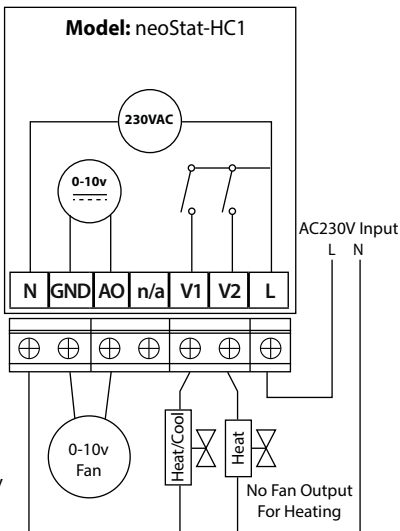 Model: neoStat-HC1
230VAC
0-10v
AC230V Input
L N
N GND AO n/a V1 V2 L
Heat/Cool
Heat
0-10v
Fan
No Fan Output
For Heating